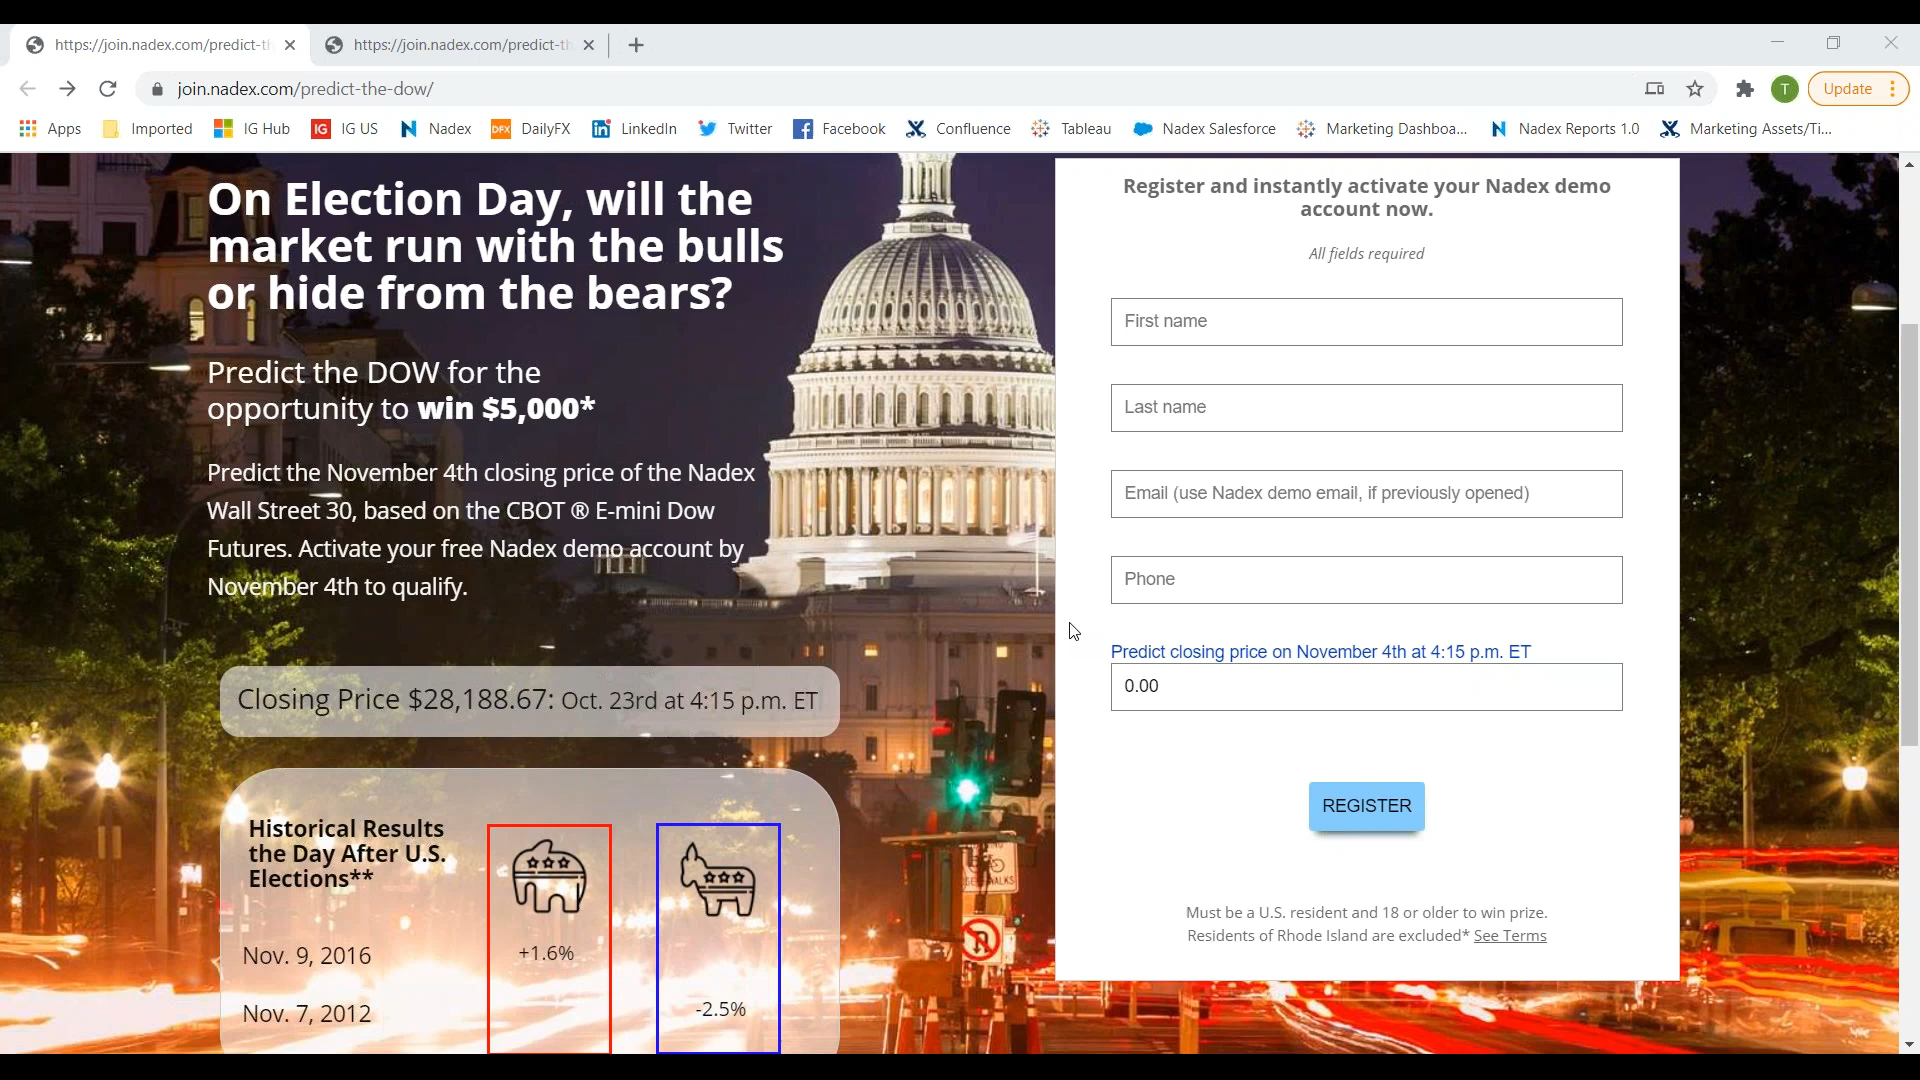 https://join.nadex.com/predict-th
https://join.nadex.com/predict-th
join.nadex.com/predict-the-dow/
T
Update
Apps
Imported
IG Hub
IG
IG US
Nadex
DFX
DailyFX
LinkedIn
Twitter
Facebook
Confluence
Tableau
Nadex Salesforce
Marketing Dashboa...
Nadex Reports 1.0
Marketing Assets/Ti...
On Election Day, will the
market run with the bulls
or hide from the bears?
Predict the DOW for the
opportunity to win $5,000*
Predict the November 4th closing price of the Nadex
Wall Street 30, based on the CBOT ® E-mini Dow
Futures. Activate your free Nadex demo account by
November 4th to qualify.
Closing Price $28,188.67: Oct. 23rd at 4:15 p.m. ET
Historical Results
the Day After U.S.
Elections**
Nov. 9, 2016
+1.6%
Nov. 7, 2012
-2.5%
Register and instantly activate your Nadex demo
account now.
All fields required
First name
Last name
Email (use Nadex demo email, if previously opened)
Phone
Predict closing price on November 4th at 4:15 p.m. ET
0.00
REGISTER
Must be a U.S. resident and 18 or older to win prize.
Residents of Rhode Island are excluded* See Terms